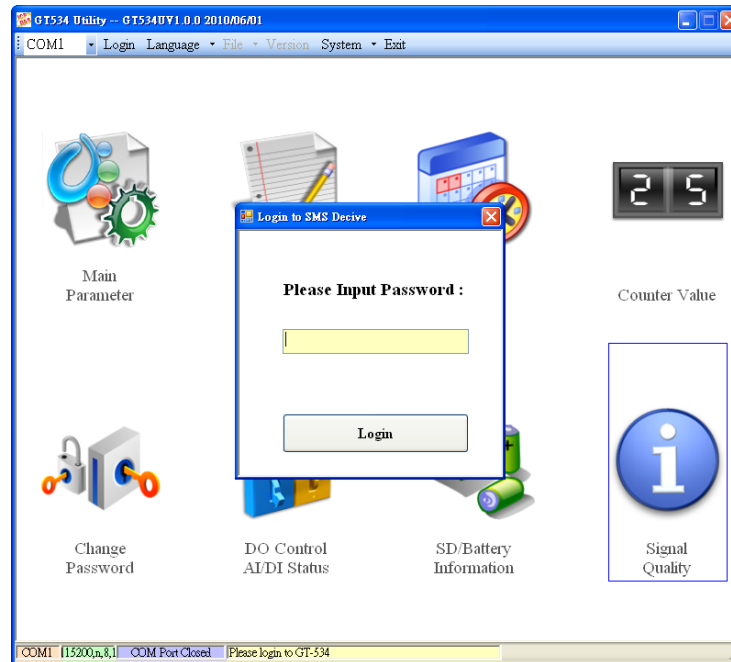 GT534 Utility -- GT534UV1.0.0 2010/06/01
COM1 Login Language File Version System Exit
25
Login to SMS Decive
Please Input Password :
Login
Main
Parameter
Counter Value
Change
Password
DO Control
AI/DI Status
SD/Battery
Information
Signal
Quality
COM1 115200,n,8,1 COM Port Closed Please login to GT-534